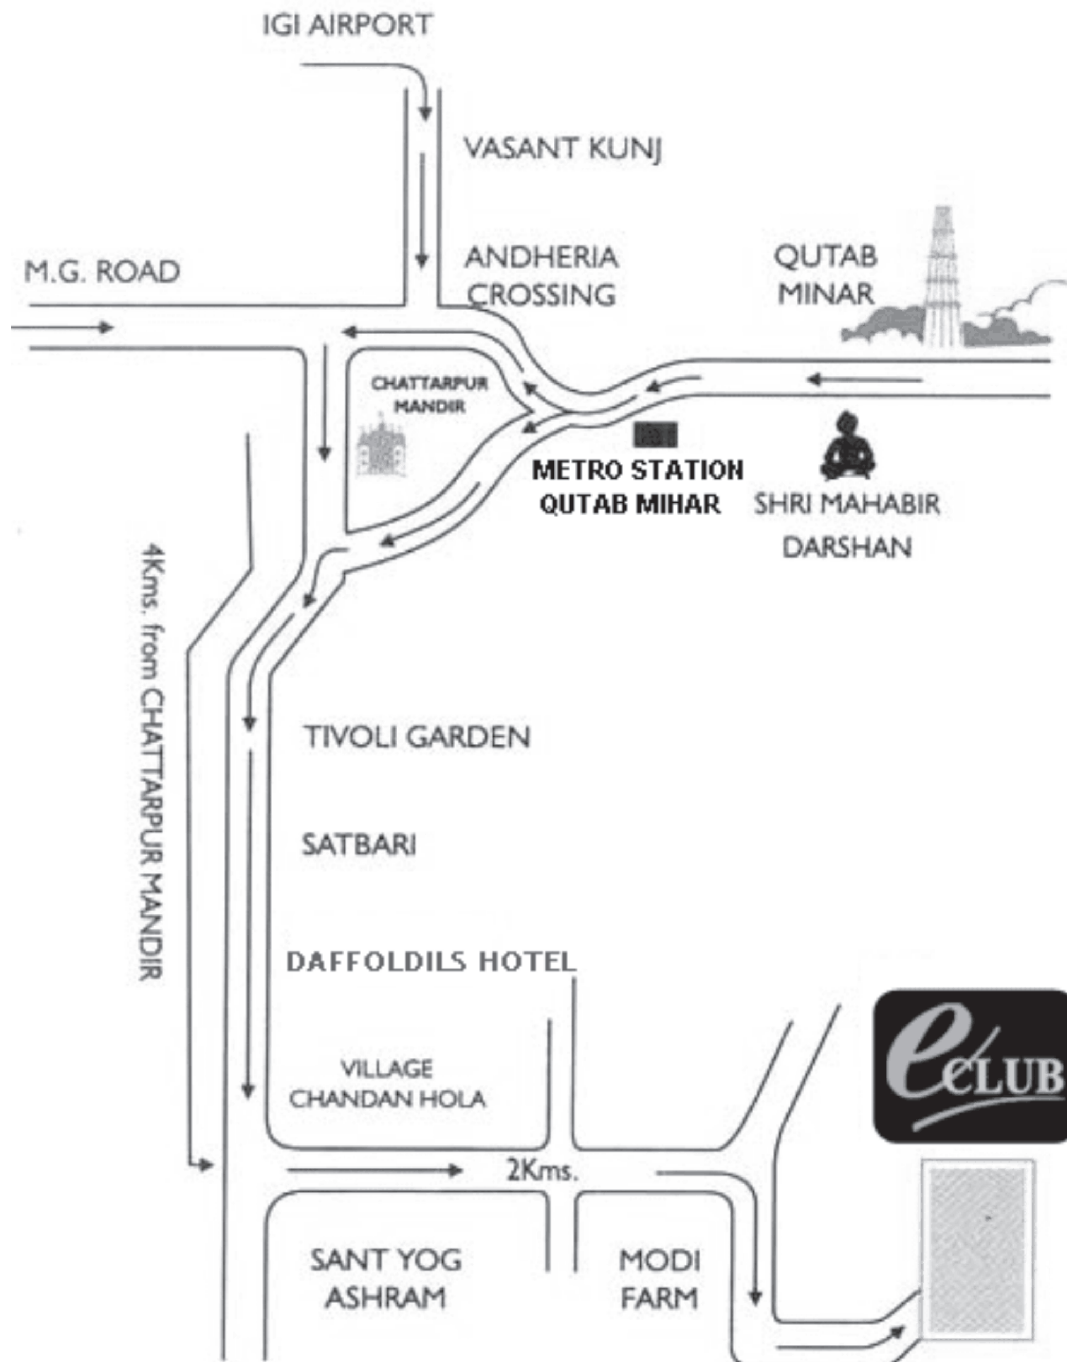 IGI AIRPORT
VASANT KUNJ
M.G. ROAD
ANDHERIA
CROSSING
QUTAB
MINAR
CHATTARPUR
MANDIR
METRO STATION
QUTAB MIHAR
SHRI MAHABIR
DARSHAN
4Kms. from CHATTARPUR MANDIR
TIVOLI GARDEN
SATBARI
DAFFOLDILS HOTEL
VILLAGE
CHANDAN HOLA
e CLUB
2Kms.
SANT YOG
ASHRAM
MODI
FARM